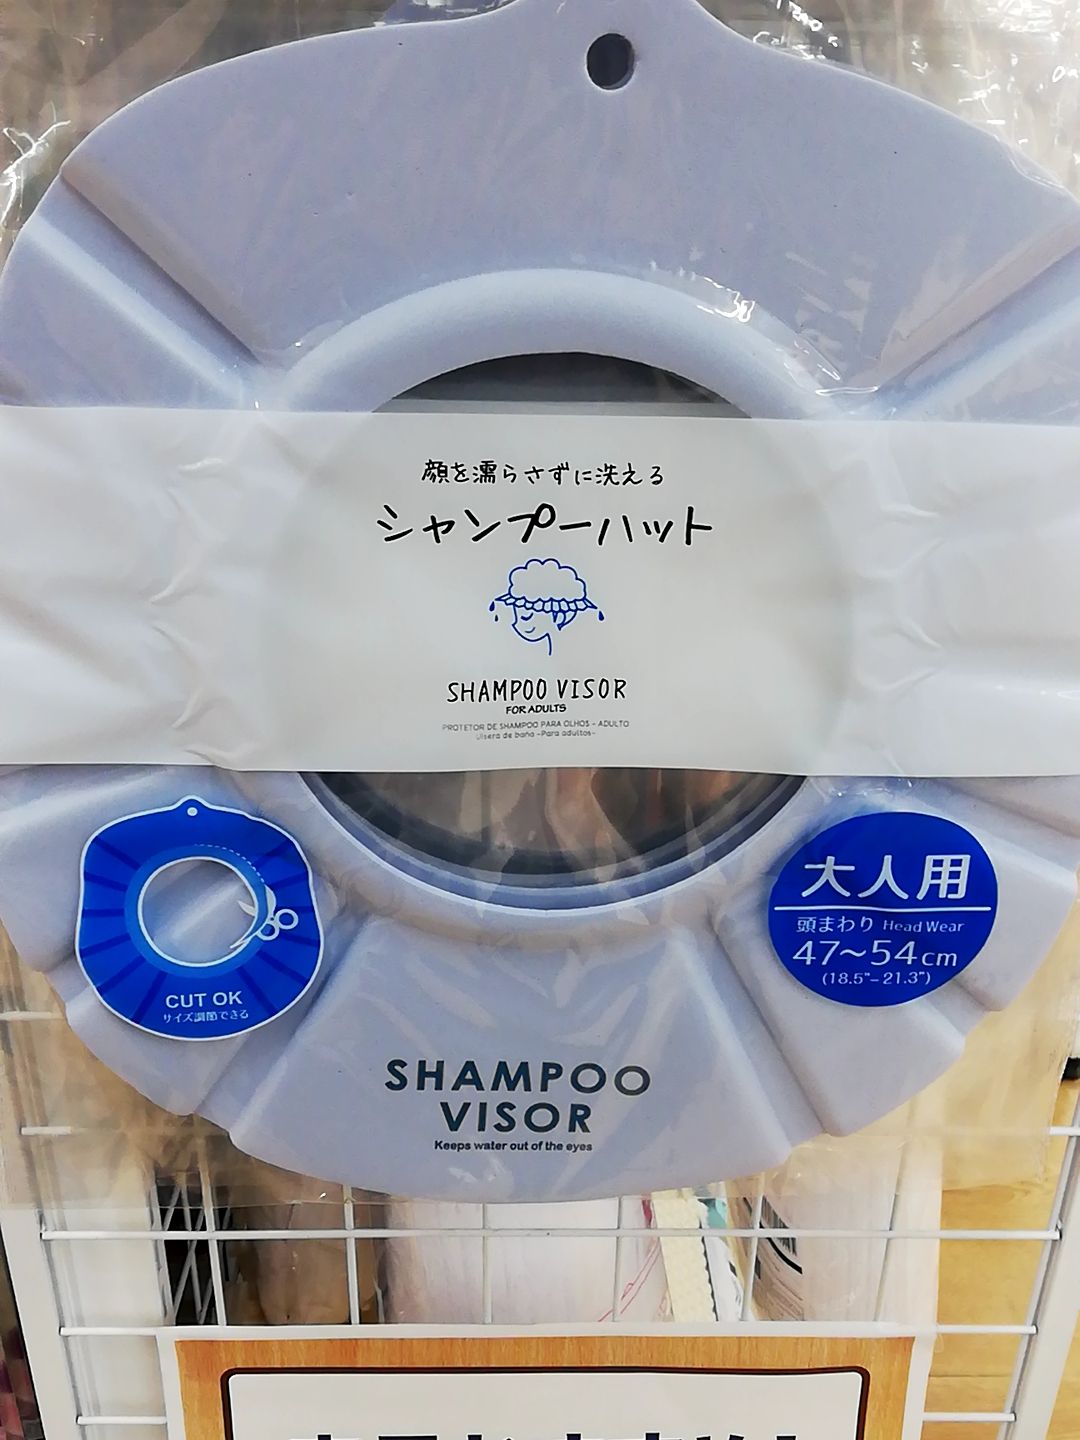 顔を濡らさずに洗える
シャンプーハット
SHAMPOO VISOR
FOR ADULTS
PROTETOR DE SHAMPOO PARA OLHOS - ADULTO
Visera de baño -Para adultos-
CUT OK
サイズ調節できる
大人用
頭まわり Head Wear
47～54cm
(18.5"–21.3")
SHAMPOO
VISOR
Keeps water out of the eyes